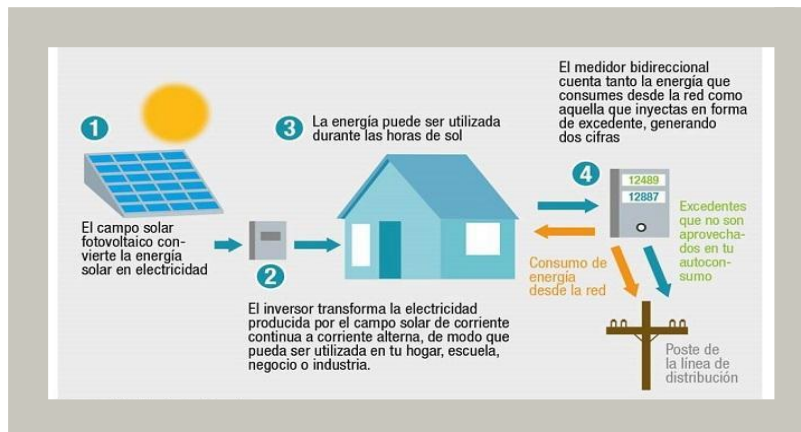 1
El campo solar
fotovoltaico con-
vierte la energía
solar en electricidad
2
El inversor transforma la electricidad
producida por el campo solar de corriente
continua a corriente alterna, de modo que
pueda ser utilizada en tu hogar, escuela,
negocio o industria.
3
La energía puede ser utilizada
durante las horas de sol
4
El medidor bidireccional
cuenta tanto la energía que
consumes desde la red como
aquella que inyectas en forma
de excedente, generando
dos cifras
12489
12887
Consumo de
energía
desde la red
Excedentes
que no son
aprovecha-
dos en tu
autocon-
sumo
Poste de
la línea de
distribución